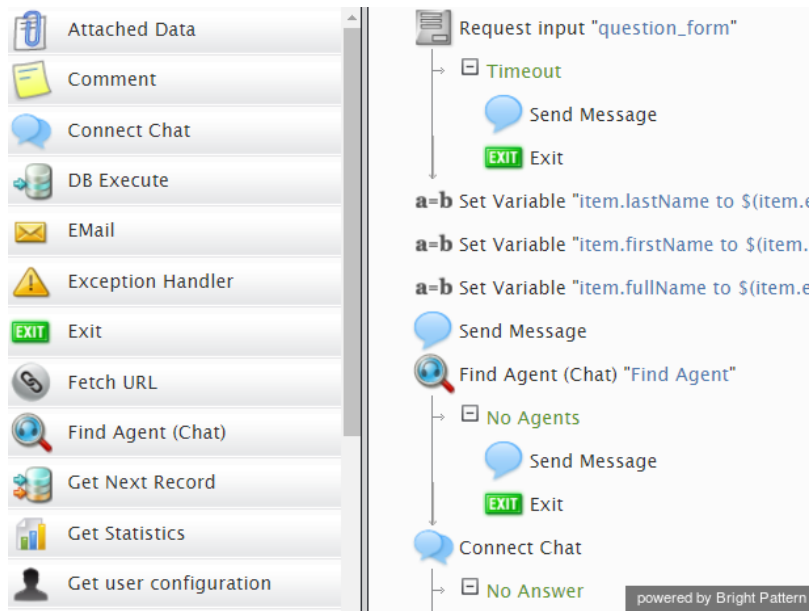 Attached Data
Comment
Connect Chat
DB Execute
EMail
Exception Handler
EXIT Exit
Fetch URL
Find Agent (Chat)
Get Next Record
Get Statistics
Get user configuration
Request input "question_form"
Timeout
Send Message
EXIT Exit
a=b Set Variable "item.lastName to $(item.e
a=b Set Variable "item.firstName to $(item.
a=b Set Variable "item.fullName to $(item.e
Send Message
Find Agent (Chat) "Find Agent"
No Agents
Send Message
EXIT Exit
Connect Chat
No Answer
powered by Bright Pattern